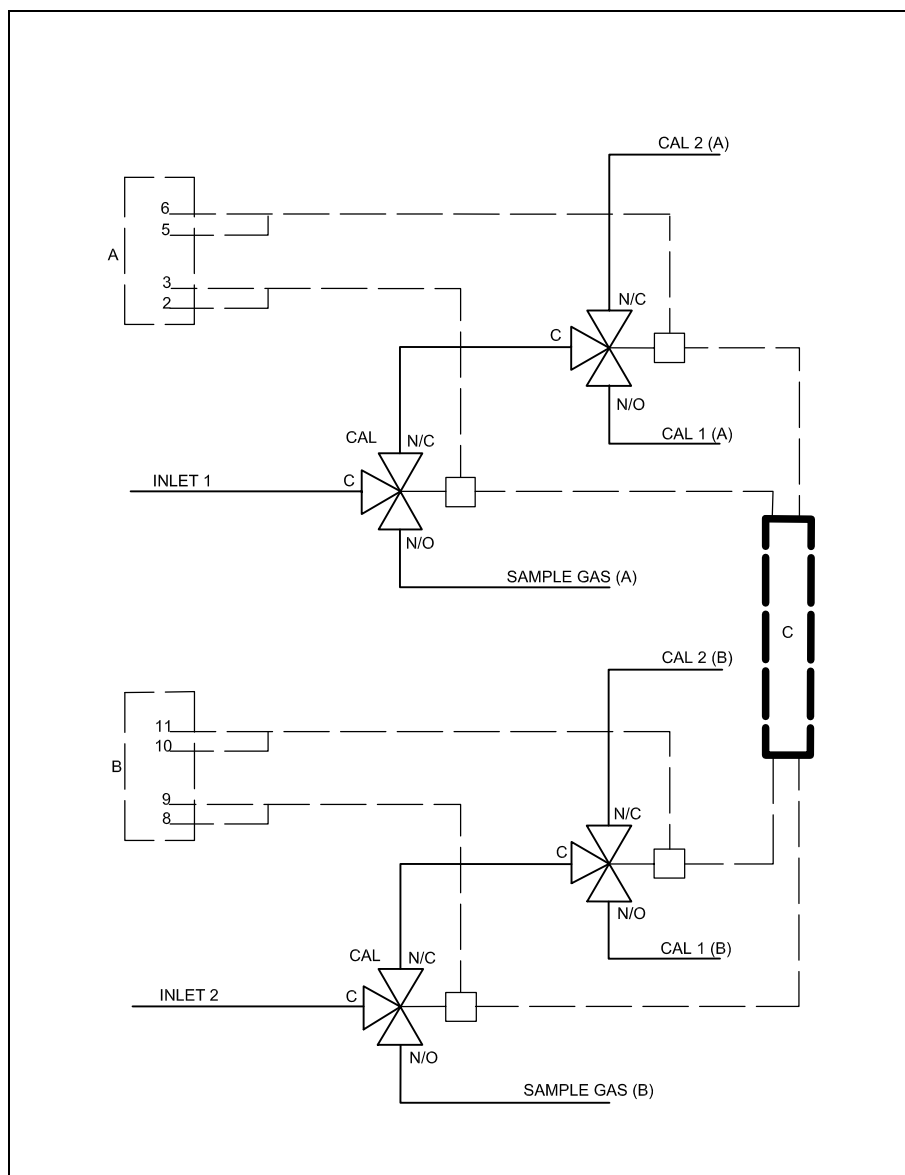 CAL 2 (A)
6
5
A
3
2
N/C
C
N/O
CAL N/C
CAL 1 (A)
INLET 1
C
N/O
SAMPLE GAS (A)
C
CAL 2 (B)
11
10
B
9
8
N/C
C
N/O
CAL N/C
CAL 1 (B)
INLET 2
C
N/O
SAMPLE GAS (B)